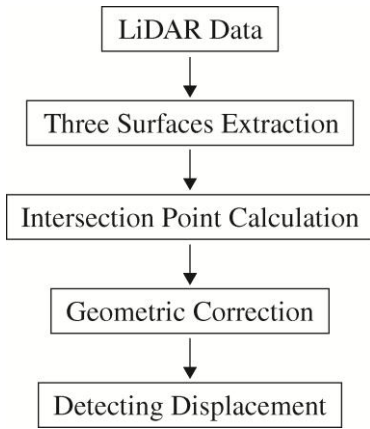 LiDAR Data
Three Surfaces Extraction
Intersection Point Calculation
Geometric Correction
Detecting Displacement